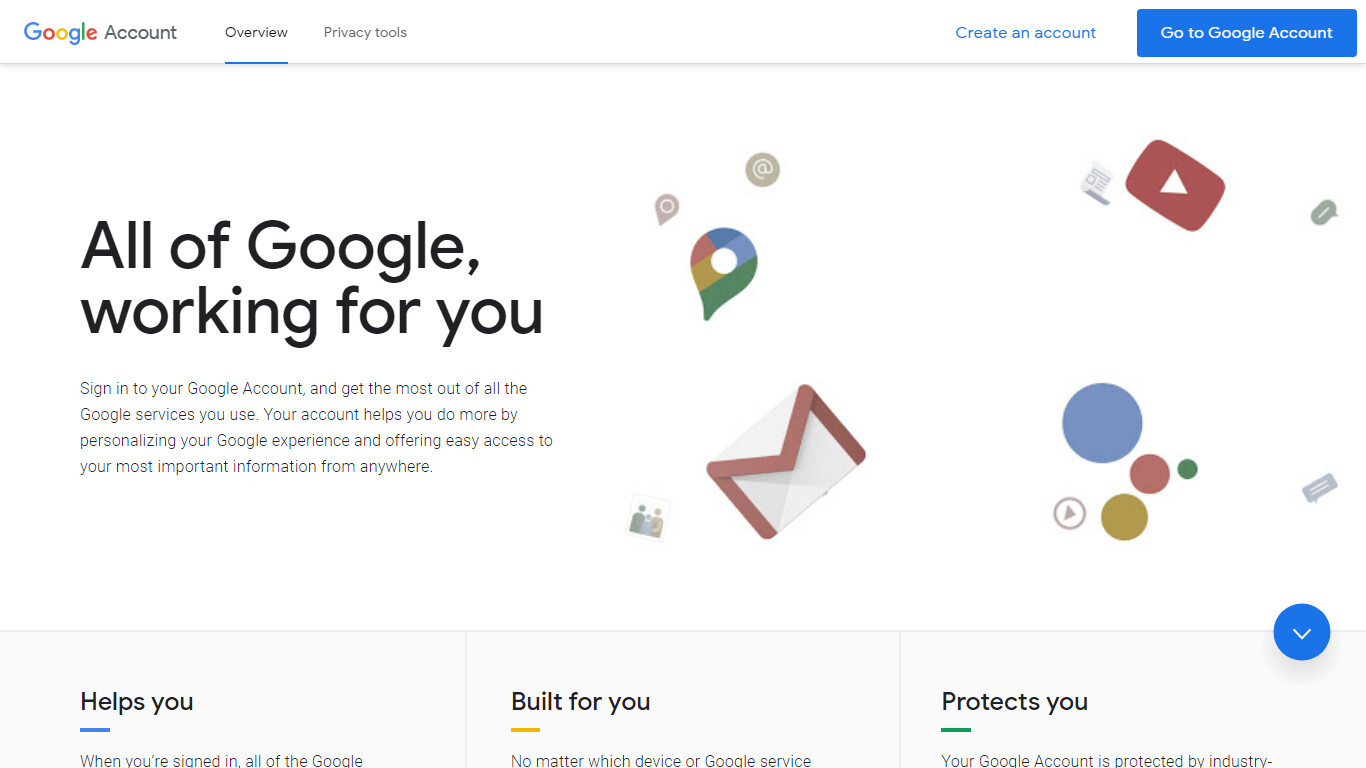 Google Account
Overview
Privacy tools
Create an account
Go to Google Account
All of Google,
working for you
Sign in to your Google Account, and get the most out of all the
Google services you use. Your account helps you do more by
personalizing your Google experience and offering easy access to
your most important information from anywhere.
@
Helps you
When you’re signed in, all of the Google
Built for you
No matter which device or Google service
Protects you
Your Google Account is protected by industry-